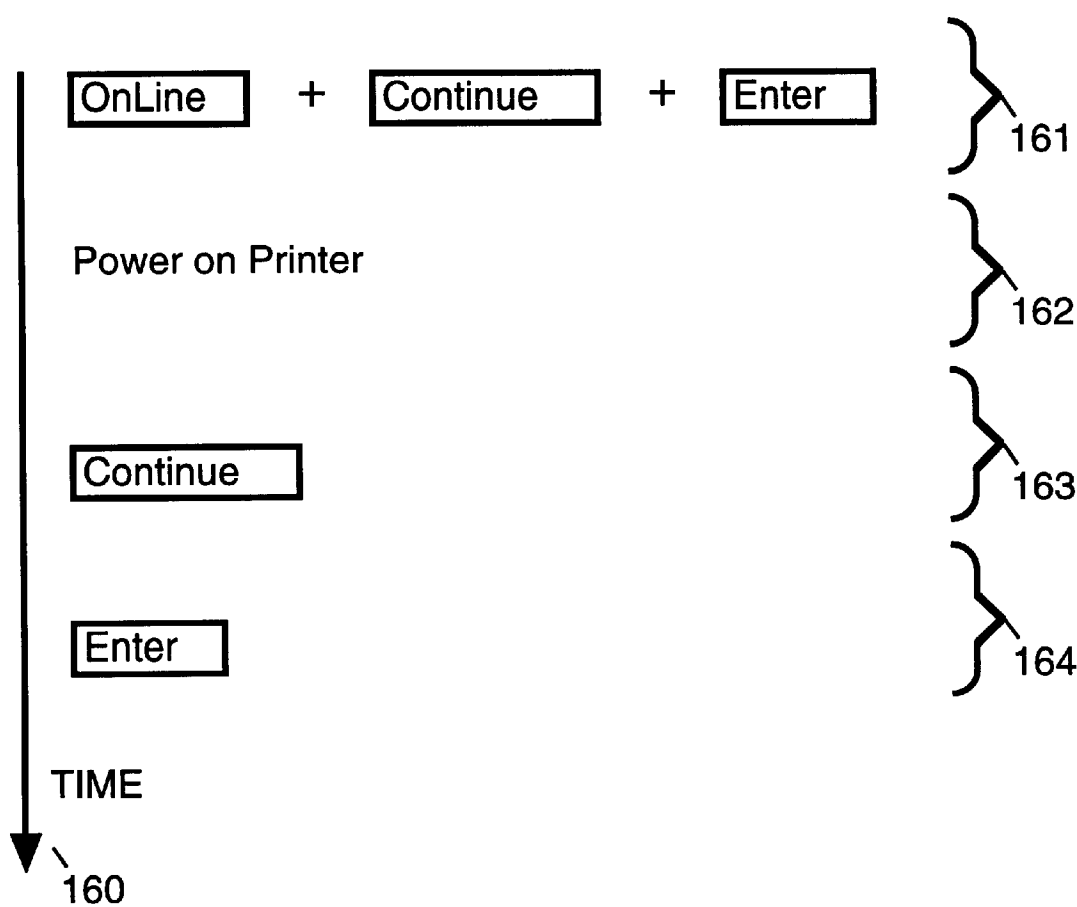 OnLine + Continue + Enter
161
Power on Printer
162
Continue
163
Enter
164
TIME
160